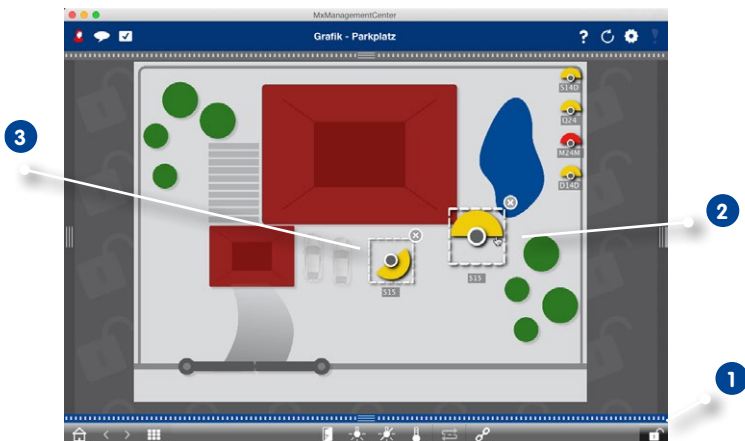 MxManagementCenter
Grafik - Parkplatz
?
S14D
Q24
M24M
D14D
3
2
S15
S15
1